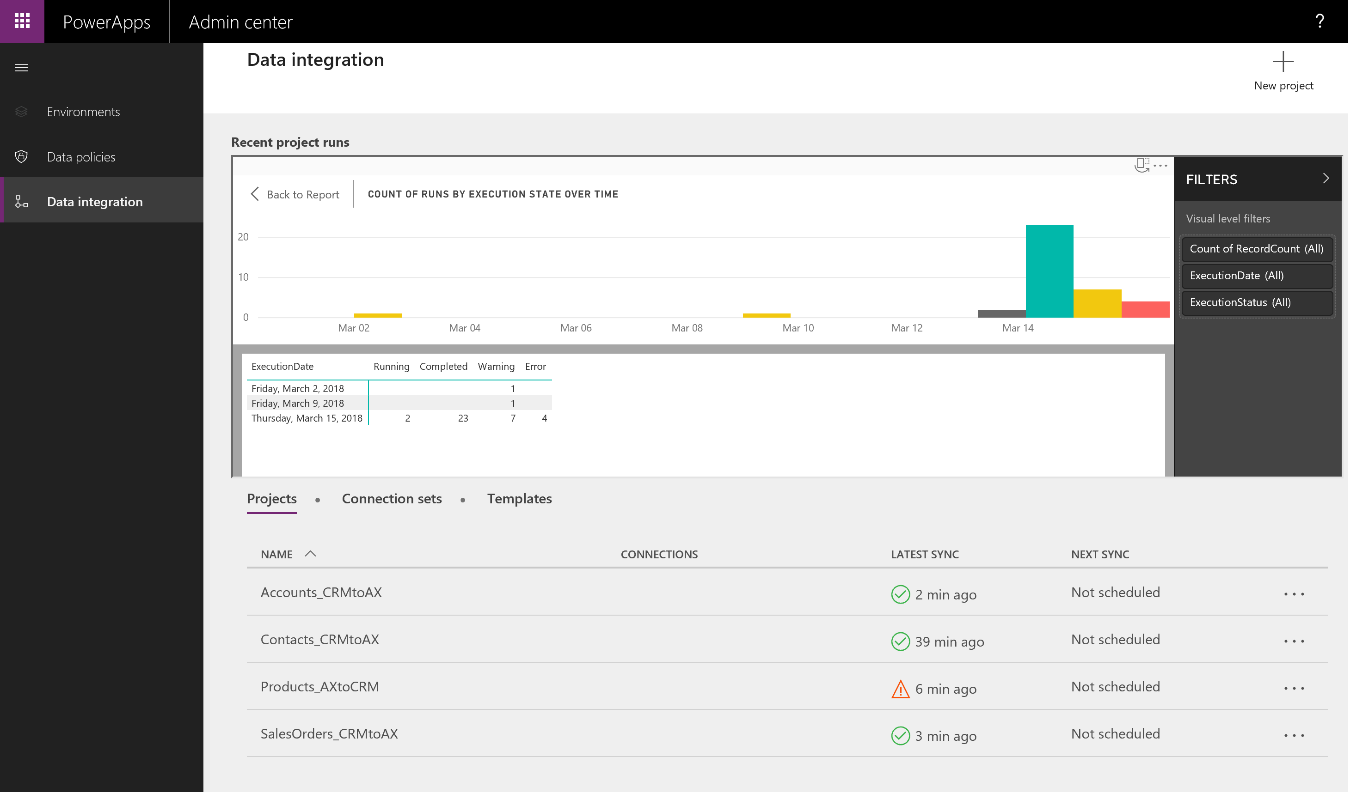 PowerApps Admin center ?
Data integration
New project
Environments
Data policies
Data integration
Recent project runs
Back to Report COUNT OF RUNS BY EXECUTION STATE OVER TIME
20
10
0
Mar 02 Mar 04 Mar 06 Mar 08 Mar 10 Mar 12 Mar 14
FILTERS
Visual level filters
Count of RecordCount (All)
ExecutionDate (All)
ExecutionStatus (All)
ExecutionDate Running Completed Warning Error
Friday, March 2, 2018 1
Friday, March 9, 2018 1
Thursday, March 15, 2018 2 23 7 4
Projects • Connection sets • Templates
NAME CONNECTIONS LATEST SYNC NEXT SYNC
Accounts_CRMtoAX 2 min ago Not scheduled ...
Contacts_CRMtoAX 39 min ago Not scheduled ...
Products_AXtoCRM 6 min ago Not scheduled ...
SalesOrders_CRMtoAX 3 min ago Not scheduled ...